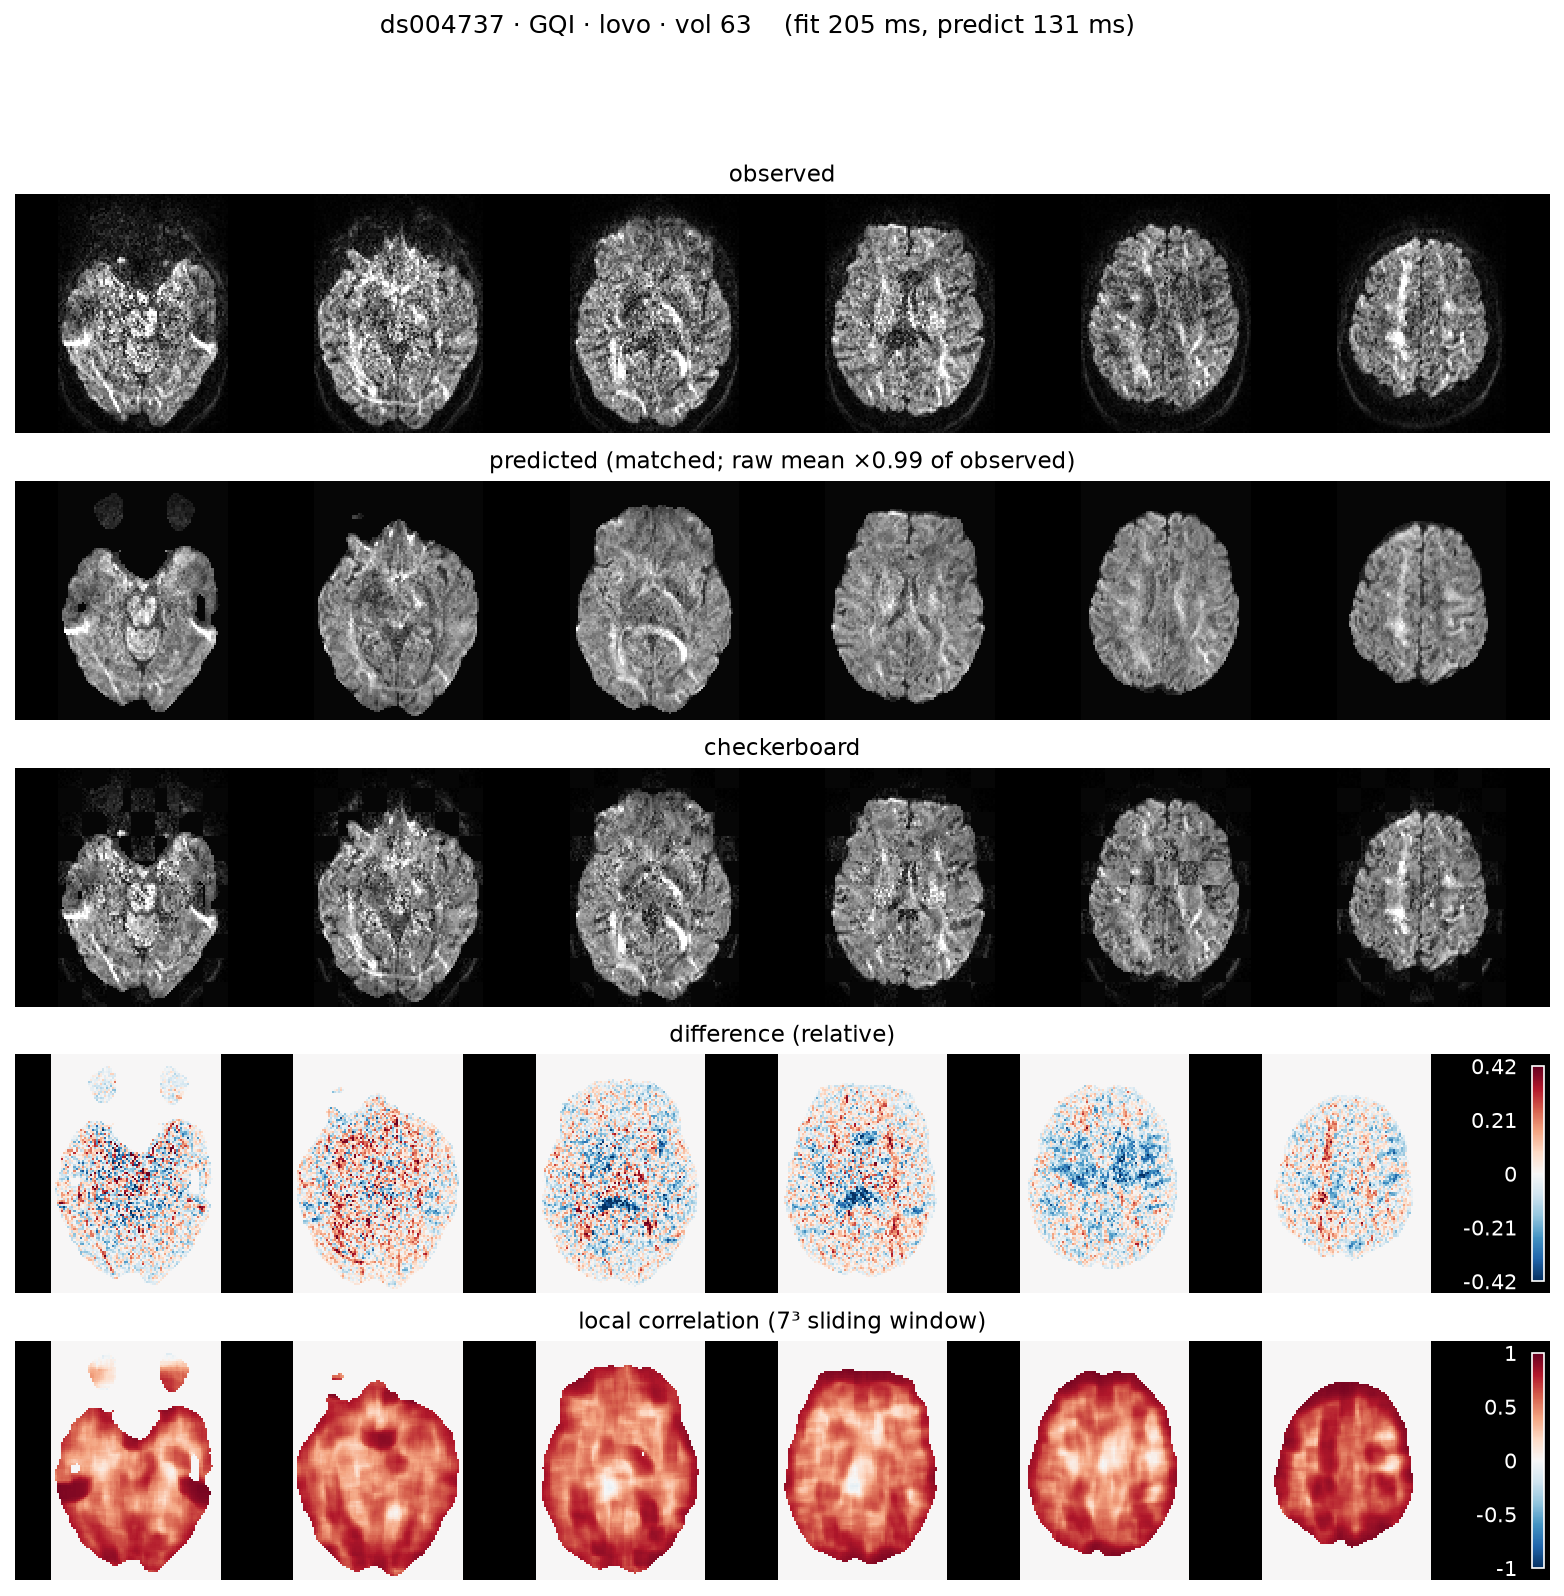 ds004737 · GQI · lovo · vol 63 (fit 205 ms, predict 131 ms)
observed
predicted (matched; raw mean ×0.99 of observed)
checkerboard
difference (relative)
0.42
0.21
0
-0.21
-0.42
local correlation (7³ sliding window)
1
0.5
0
-0.5
-1